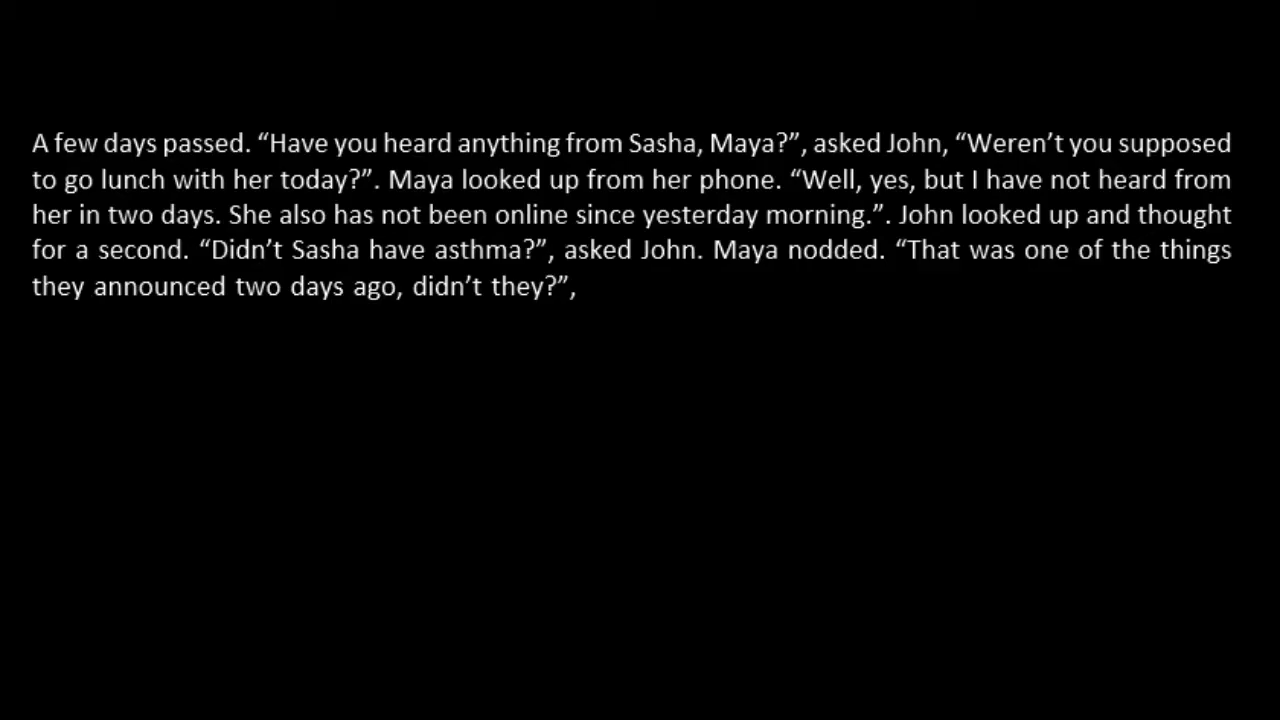 A few days passed. “Have you heard anything from Sasha, Maya?”, asked John, “Weren’t you supposed
to go lunch with her today?”. Maya looked up from her phone. “Well, yes, but I have not heard from
her in two days. She also has not been online since yesterday morning.”. John looked up and thought
for a second. “Didn’t Sasha have asthma?”, asked John. Maya nodded. “That was one of the things
they announced two days ago, didn’t they?”,